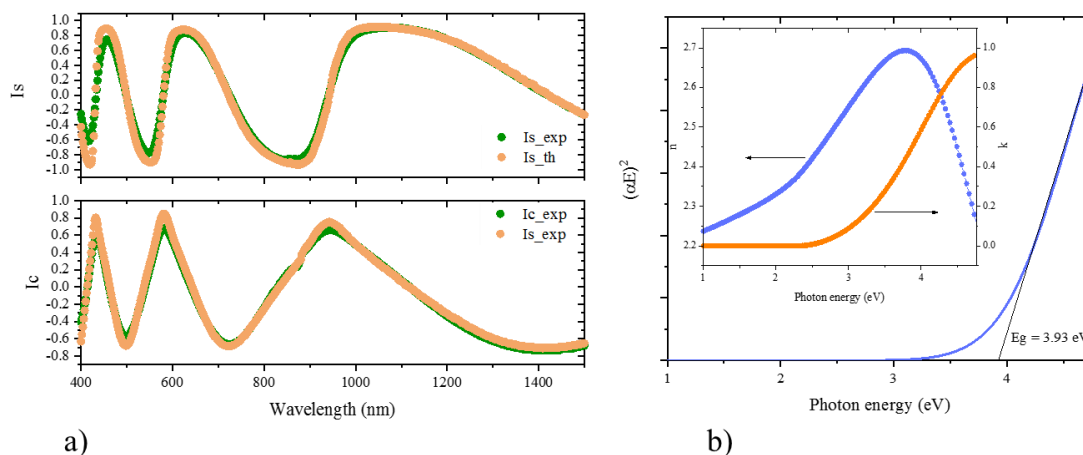 1.0
0.8
0.6
0.4
0.2
0.0
-0.2
-0.4
-0.6
-0.8
-1.0
Is
Is_exp
Is_th
1.0
0.8
0.6
0.4
0.2
0.0
-0.2
-0.4
-0.6
-0.8
Ic
Ic_exp
Is_exp
400 600 800 1000 1200 1400
Wavelength (nm)
a)
(αE)²
2.7
2.6
2.5
2.4
2.3
2.2
n
1.0
0.8
0.6
0.4
0.2
0.0
k
1 2 3 4
Photon energy (eV)
Eg = 3.93 eV
1 2 3 4
Photon energy (eV)
b)